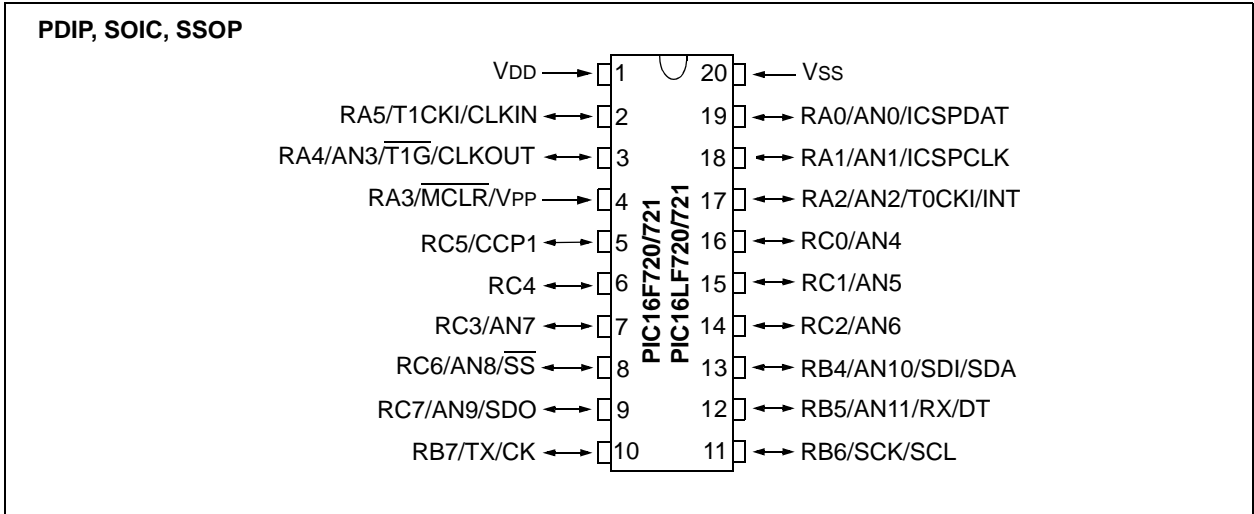 PDIP, SOIC, SSOP
VDD 1 20 VSS
RA5/T1CKI/CLKIN 2 19 RA0/AN0/ICSPDAT
RA4/AN3/T1G/CLKOUT 3 18 RA1/AN1/ICSPCLK
RA3/MCLR/VPP 4 17 RA2/AN2/T0CKI/INT
RC5/CCP1 5 16 RC0/AN4
RC4 6 15 RC1/AN5
RC3/AN7 7 14 RC2/AN6
RC6/AN8/SS 8 13 RB4/AN10/SDI/SDA
RC7/AN9/SDO 9 12 RB5/AN11/RX/DT
RB7/TX/CK 10 11 RB6/SCK/SCL
PIC16F720/721
PIC16LF720/721